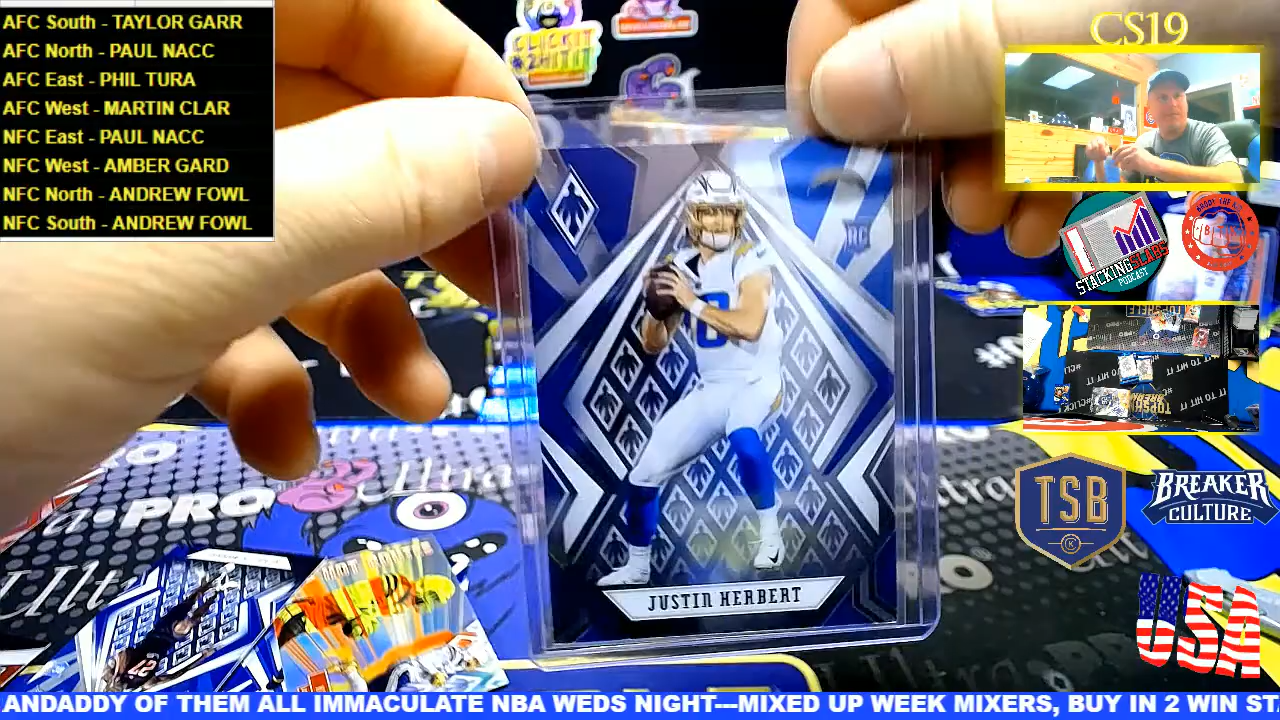 AFC South - TAYLOR GARR
AFC North - PAUL NACC
AFC East - PHIL TURA
AFC West - MARTIN CLAR
NFC East - PAUL NACC
NFC West - AMBER GARD
NFC North - ANDREW FOWL
NFC South - ANDREW FOWL
CS19
RC
STACKING SLABS
PODCAST
PRO
Ultra
JUSTIN HERBERT
TSB
K
BREAKER
CULTURE
USA
ANDADDY OF THEM ALL IMMACULATE NBA WEDS NIGHT---MIXED UP WEEK MIXERS, BUY IN 2 WIN STA